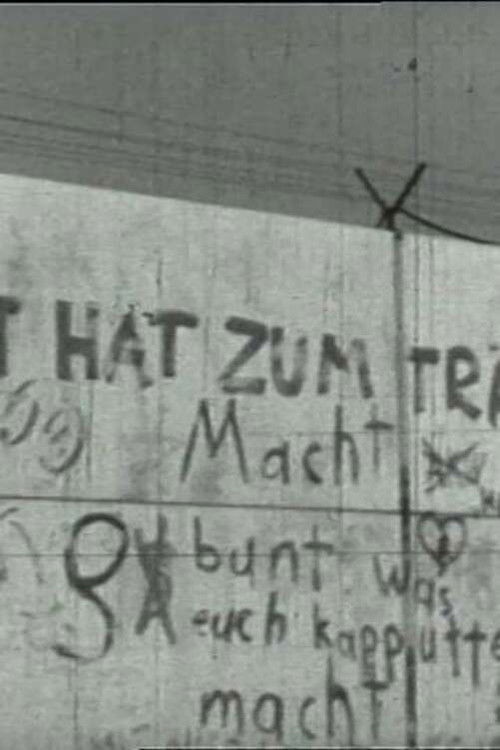 T HAT ZUM TRÄ
Macht
bunt was
euch kapputte
macht